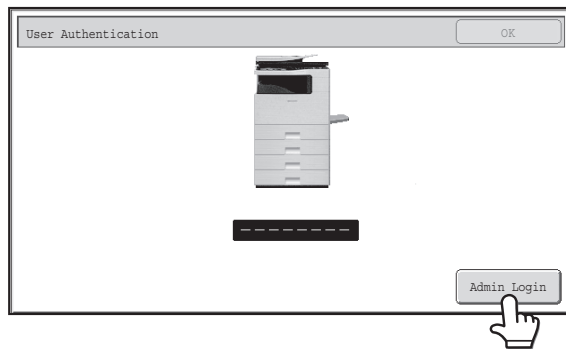 User Authentication
OK
--------
Admin Login